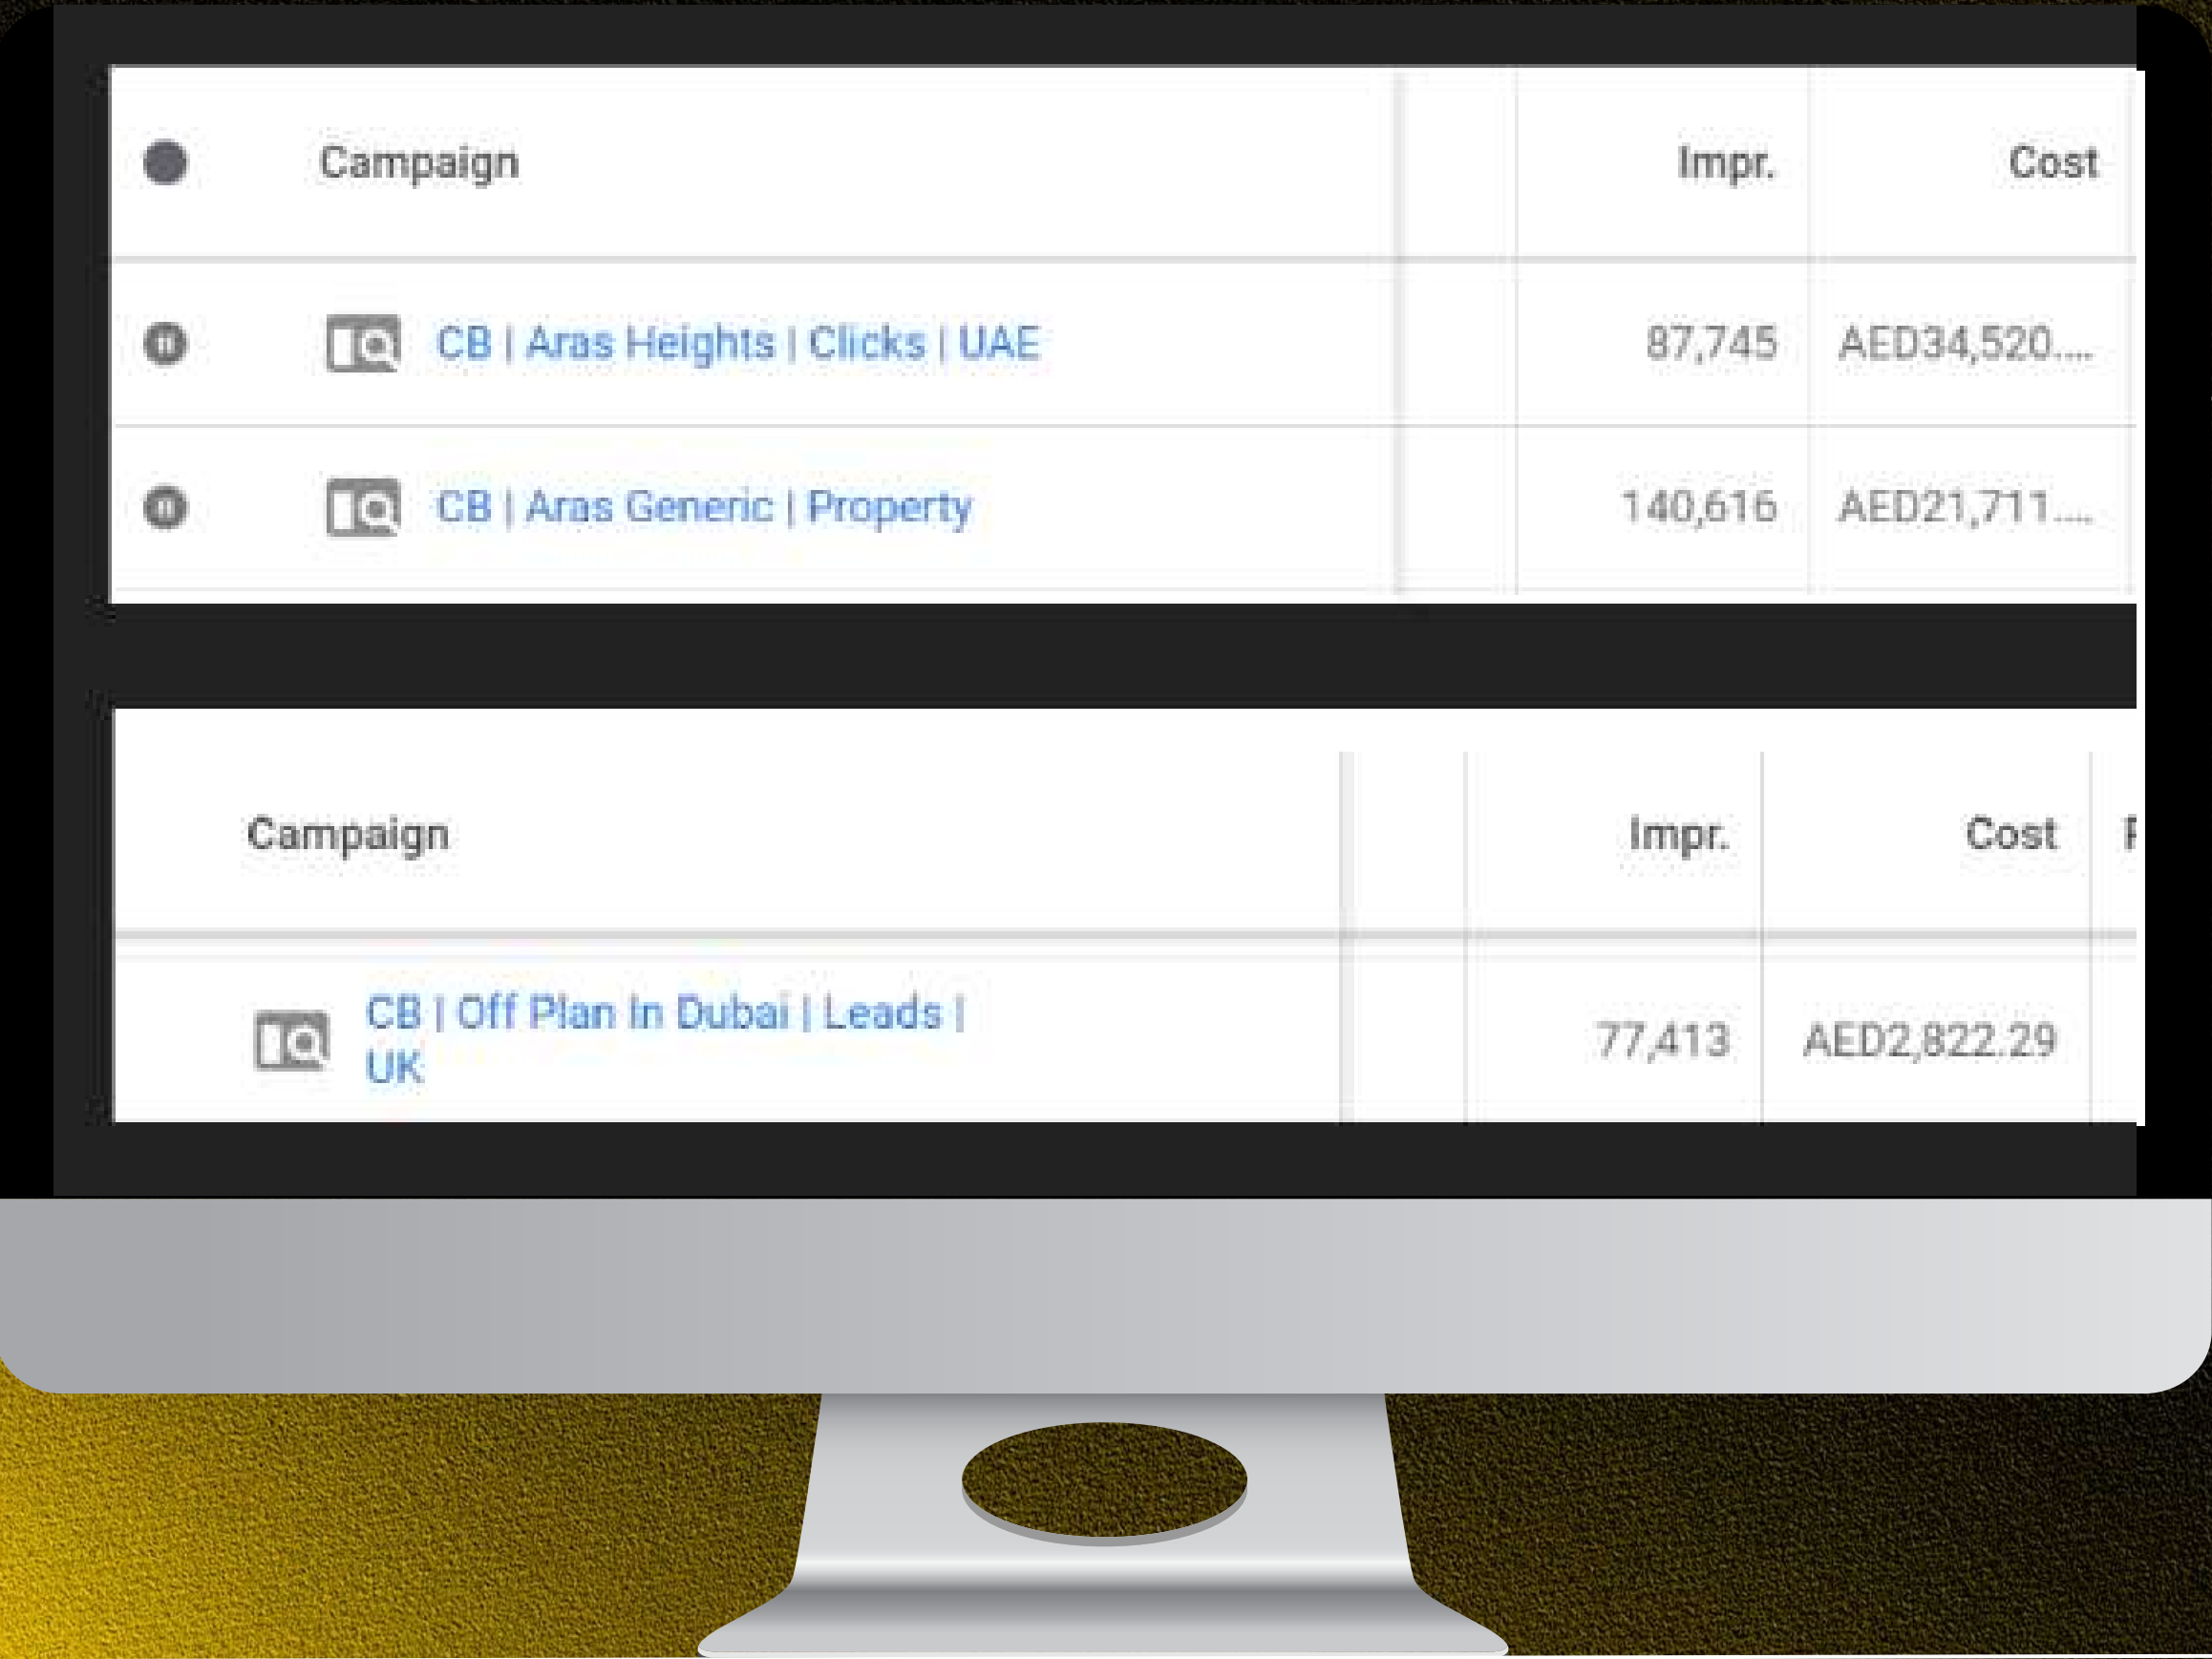 Campaign Impr. Cost
CB | Aras Heights | Clicks | UAE 87,745 AED34,520....
CB | Aras Generic | Property 140,616 AED21,711....
Campaign Impr. Cost
CB | Off Plan In Dubai | Leads |
UK 77,413 AED2,822.29